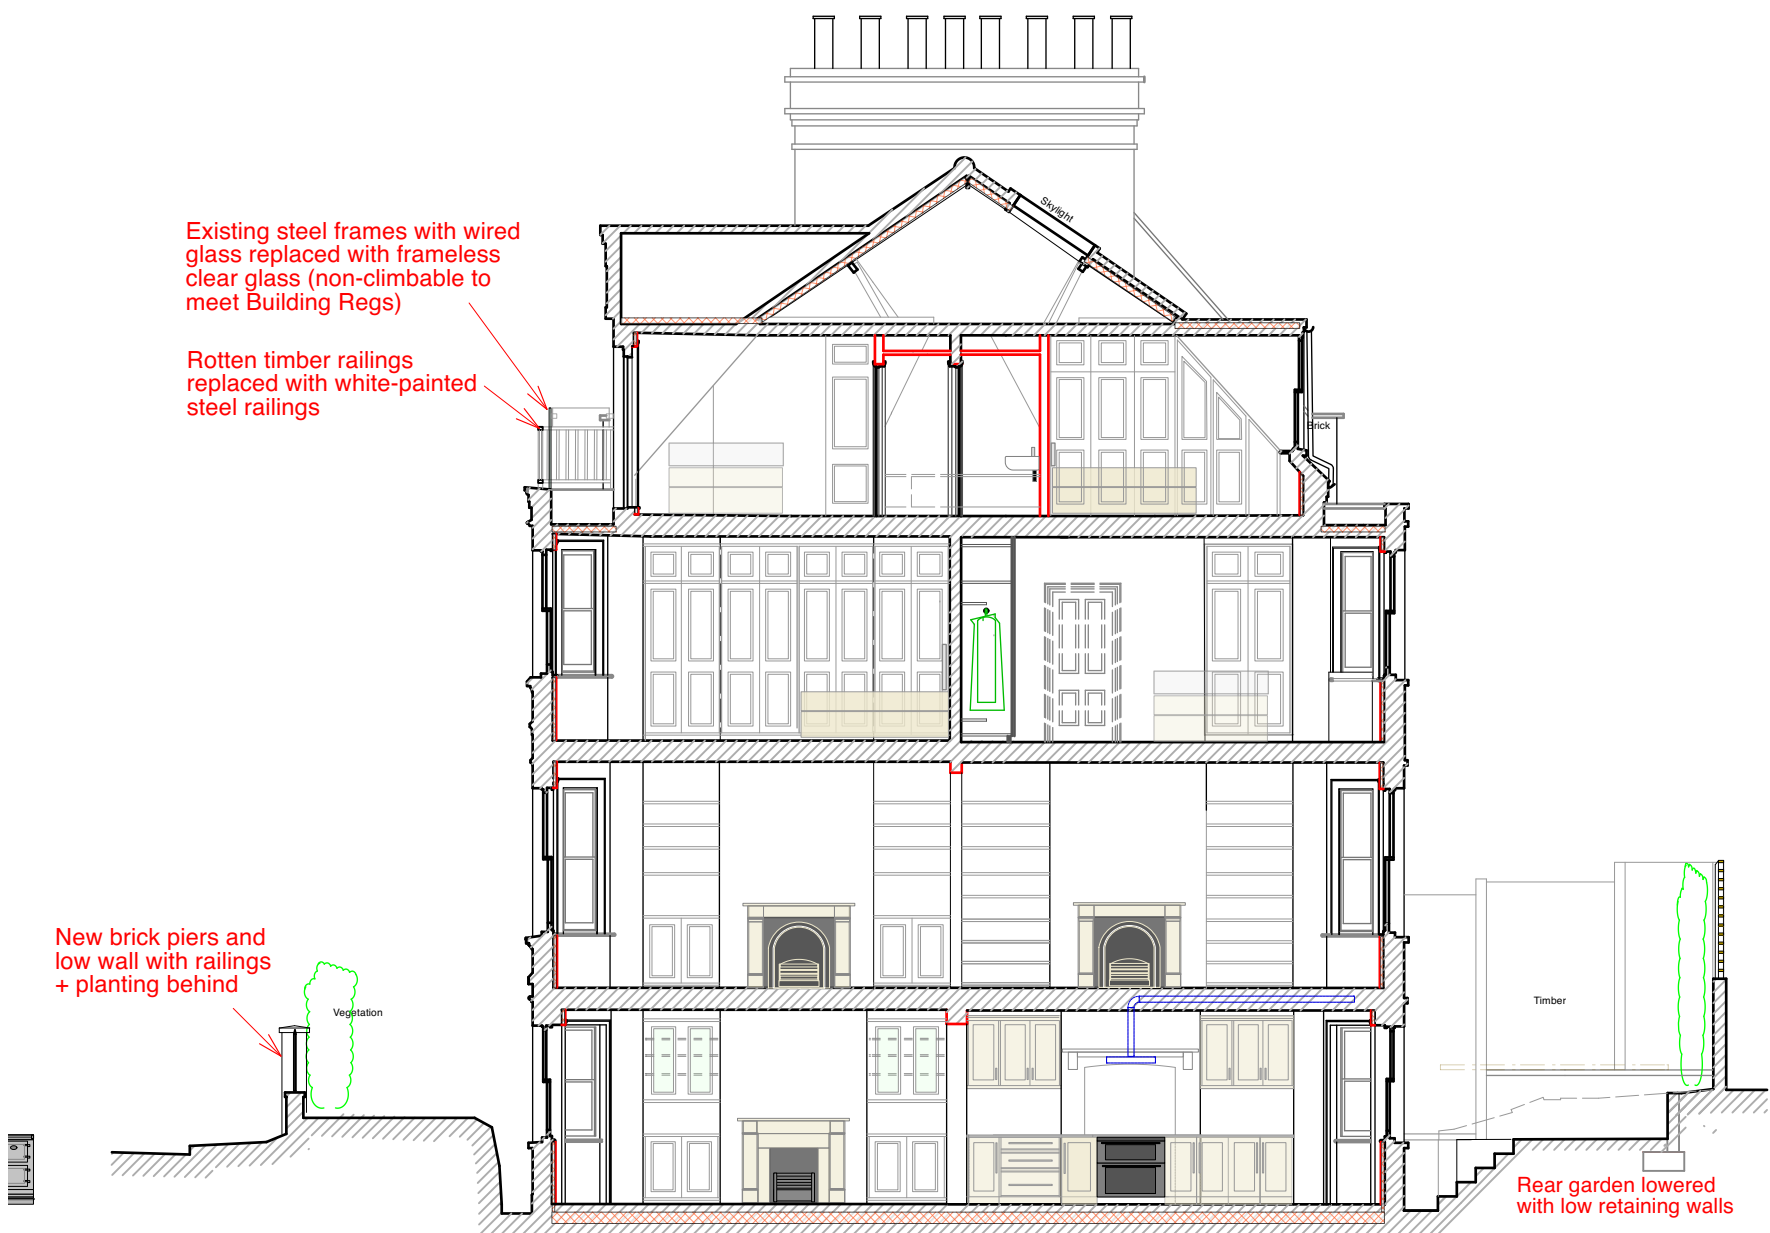 Skylight
Existing steel frames with wired
glass replaced with frameless
clear glass (non-climbable to
meet Building Regs)
Rotten timber railings
replaced with white-painted
steel railings
Brick
New brick piers and
low wall with railings
+ planting behind
Vegetation
Timber
Rear garden lowered
with low retaining walls